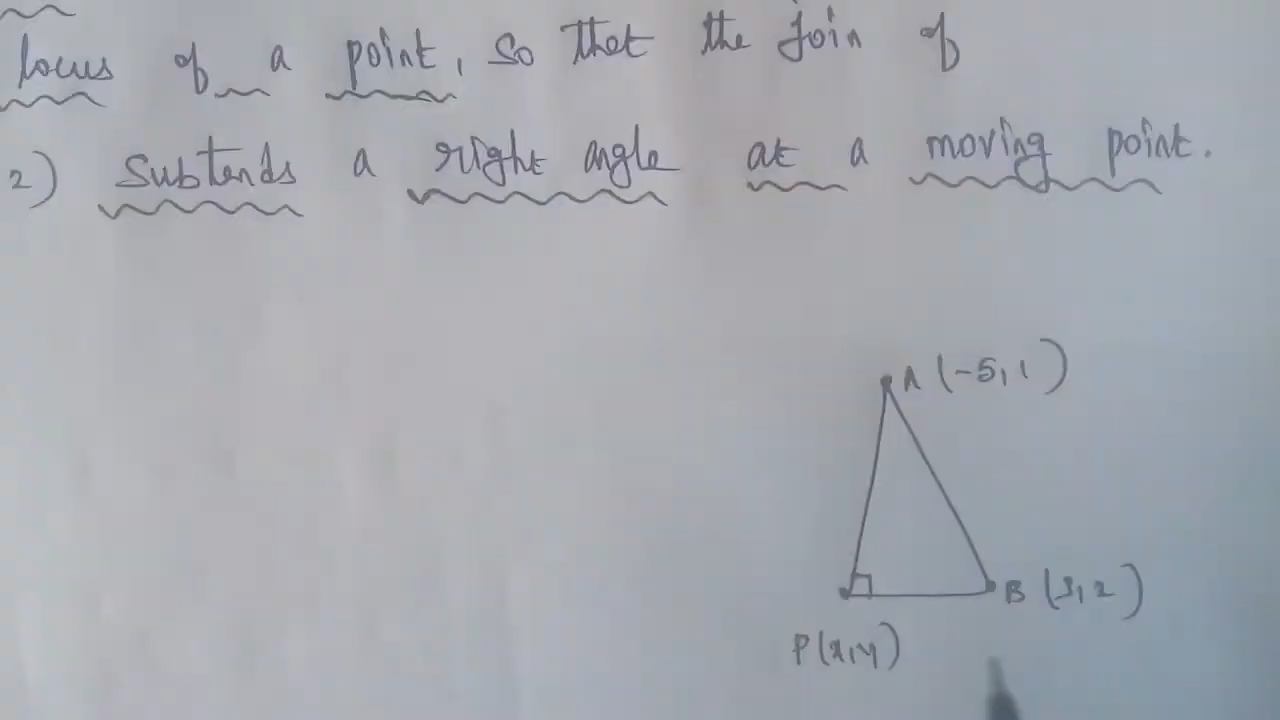 locus of a point, so that the join of
2) subtends a right angle at a moving point.
A (-5,1)
B (3,2)
P(x,y)